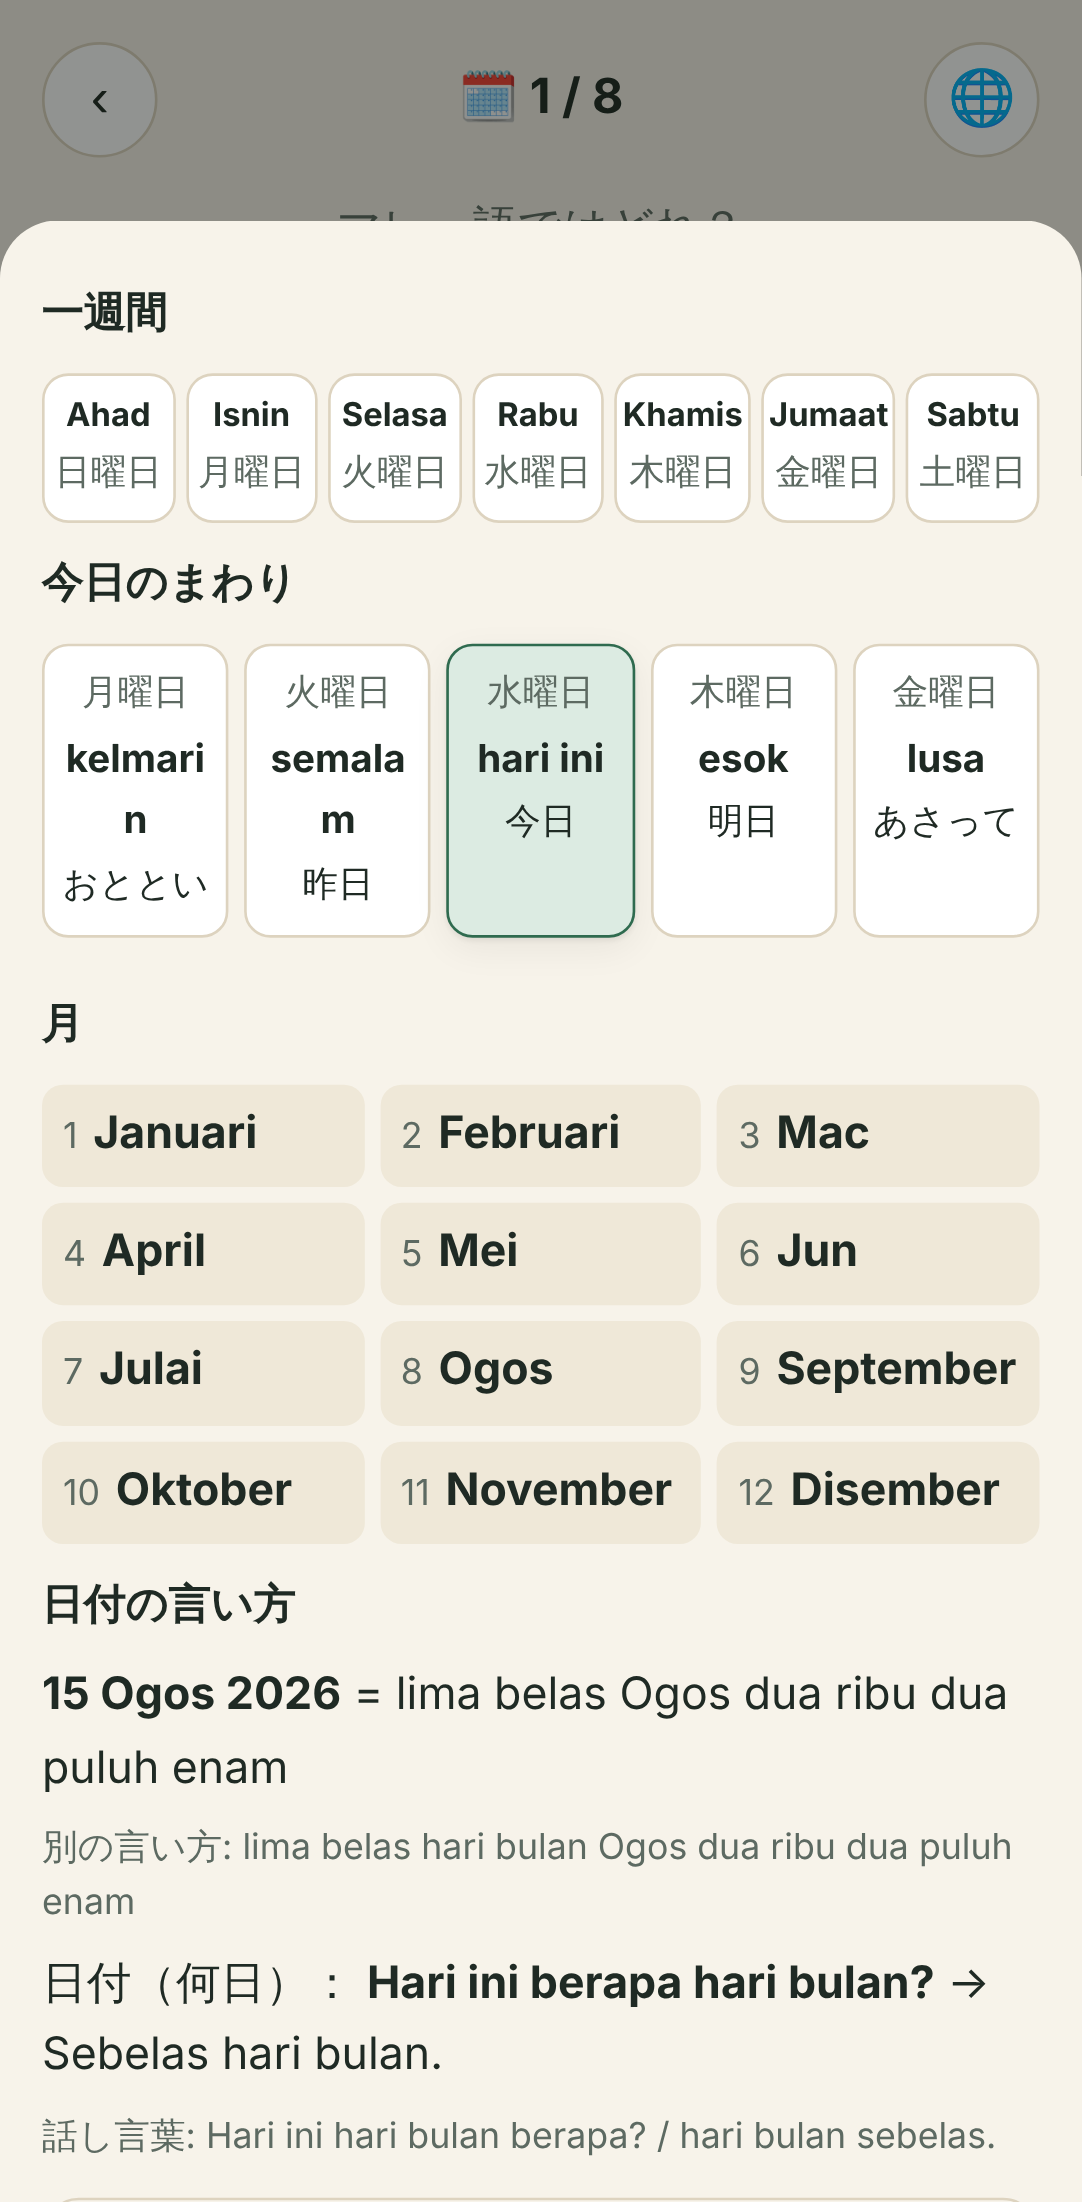 ‹
1 / 8
マレー語ではどれ？
一週間
Ahad Isnin Selasa Rabu Khamis Jumaat Sabtu
日曜日 月曜日 火曜日 水曜日 木曜日 金曜日 土曜日
今日のまわり
月曜日 火曜日 水曜日 木曜日 金曜日
kelmari semala hari ini esok lusa
n m 今日 明日 あさって
おととい 昨日
月
1 Januari 2 Februari 3 Mac
4 April 5 Mei 6 Jun
7 Julai 8 Ogos 9 September
10 Oktober 11 November 12 Disember
日付の言い方
15 Ogos 2026 = lima belas Ogos dua ribu dua
puluh enam
別の言い方: lima belas hari bulan Ogos dua ribu dua puluh
enam
日付（何日）： Hari ini berapa hari bulan? →
Sebelas hari bulan.
話し言葉: Hari ini hari bulan berapa? / hari bulan sebelas.